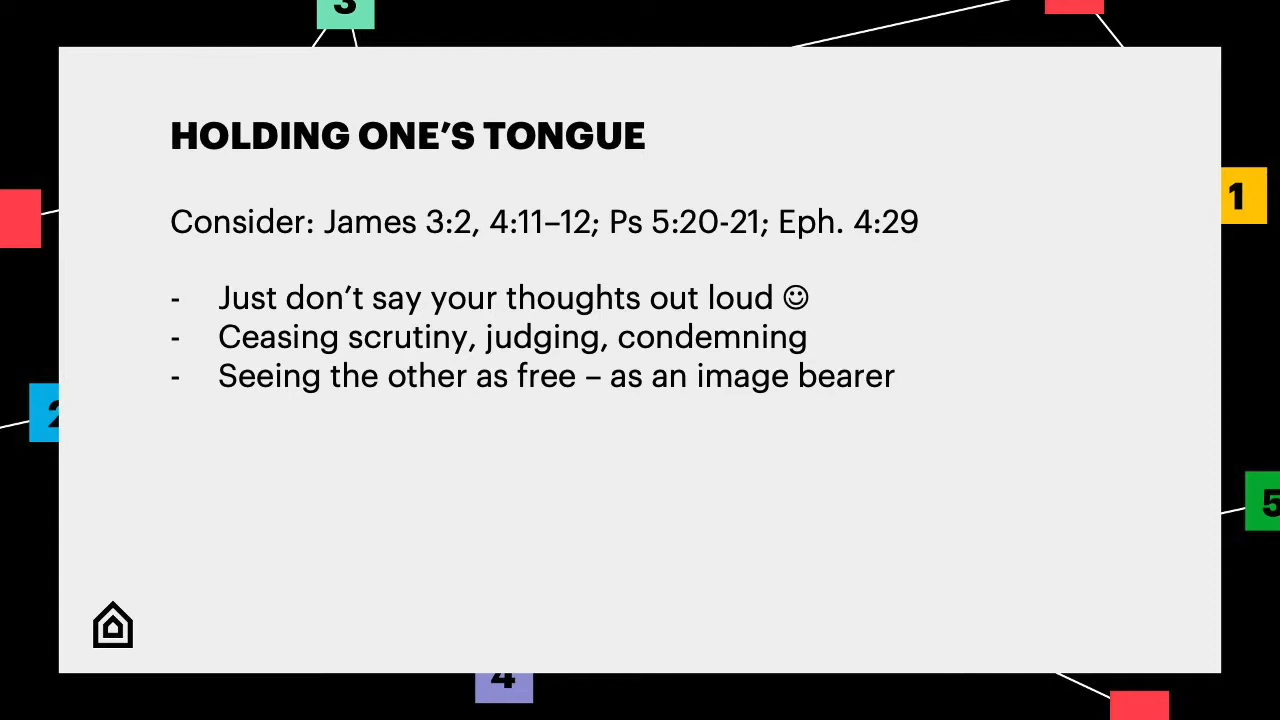 3
HOLDING ONE’S TONGUE
1
Consider: James 3:2, 4:11–12; Ps 5:20-21; Eph. 4:29
- Just don’t say your thoughts out loud ☺
- Ceasing scrutiny, judging, condemning
- Seeing the other as free – as an image bearer
2
5
4